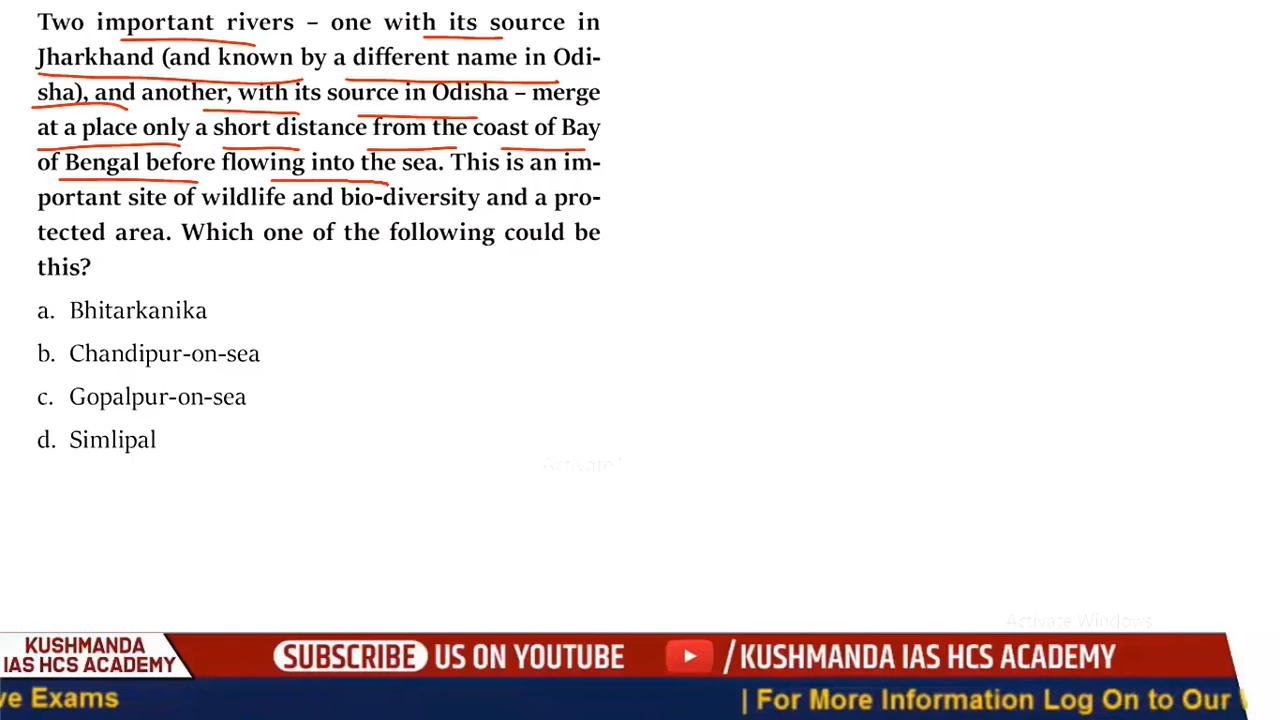 Two important rivers – one with its source in
Jharkhand (and known by a different name in Odi-
sha), and another, with its source in Odisha – merge
at a place only a short distance from the coast of Bay
of Bengal before flowing into the sea. This is an im-
portant site of wildlife and bio-diversity and a pro-
tected area. Which one of the following could be
this?
a. Bhitarkanika
b. Chandipur-on-sea
c. Gopalpur-on-sea
d. Simlipal
Activate
Activate Windows
KUSHMANDA
IAS HCS ACADEMY
SUBSCRIBE US ON YOUTUBE /KUSHMANDA IAS HCS ACADEMY
ve Exams | For More Information Log On to Our